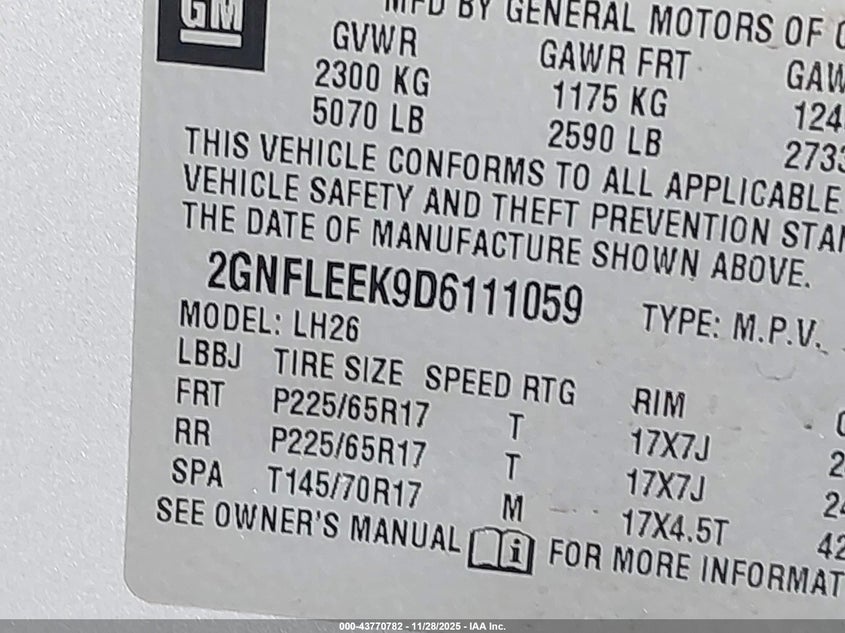 GM
MFD BY GENERAL MOTORS OF
GVWR GAWR FRT
2300 KG 1175 KG
5070 LB 2590 LB
THIS VEHICLE CONFORMS TO ALL APPLICABLE
VEHICLE SAFETY AND THEFT PREVENTION
THE DATE OF MANUFACTURE SHOWN ABOVE.
2GNFLEEK9D6111059 TYPE: M.P.V.
MODEL: LH26
LBBJ TIRE SIZE SPEED RTG RIM
FRT P225/65R17 T 17X7J
RR P225/65R17 T 17X7J
SPA T145/70R17 M 17X4.5T
SEE OWNER'S MANUAL i FOR MORE
000-43770782 - 11/28/2025 - IAA Inc.